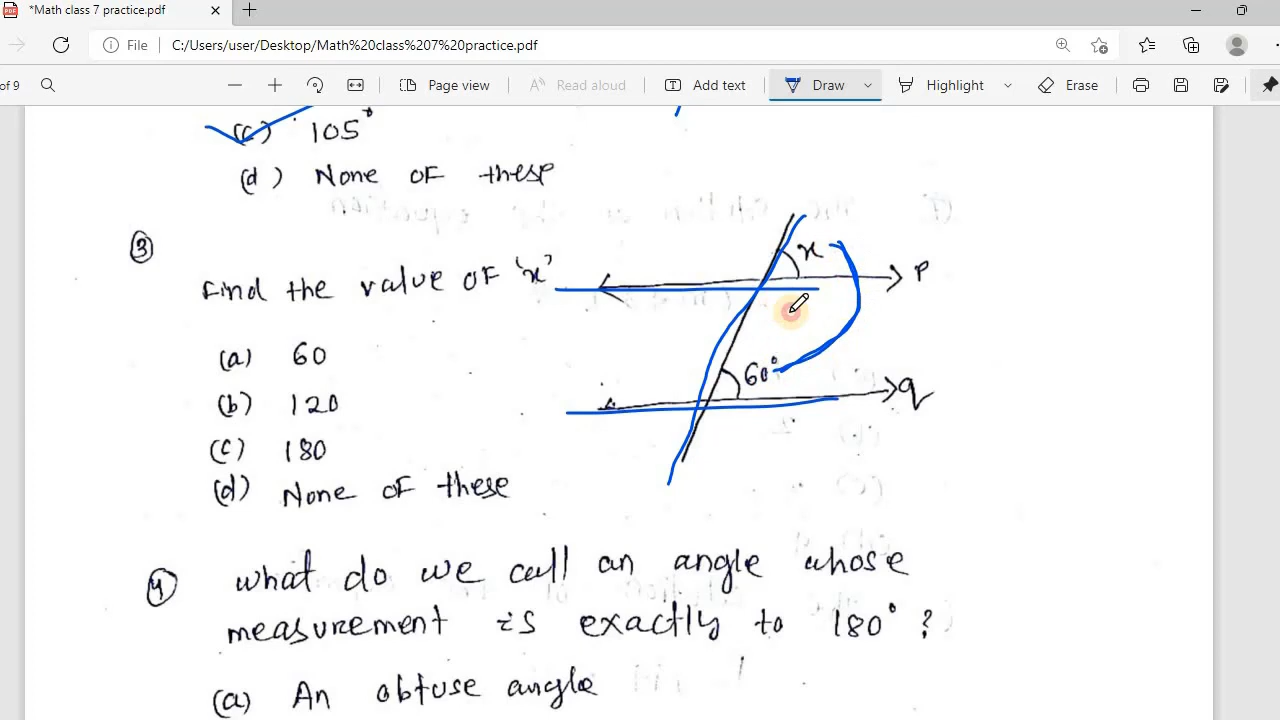 *Math class 7 practice.pdf
File
C:/Users/user/Desktop/Math%20class%207%20practice.pdf
of 9
Page view
Read aloud
Add text
Draw
Highlight
Erase
(c) 105°
(d) None of these
③
Find the value of 'x'
x
P
60°
q
(a) 60
(b) 120
(c) 180
(d) None of these
④ what do we call an angle whose
measurement is exactly to 180° ?
(a) An obtuse angle